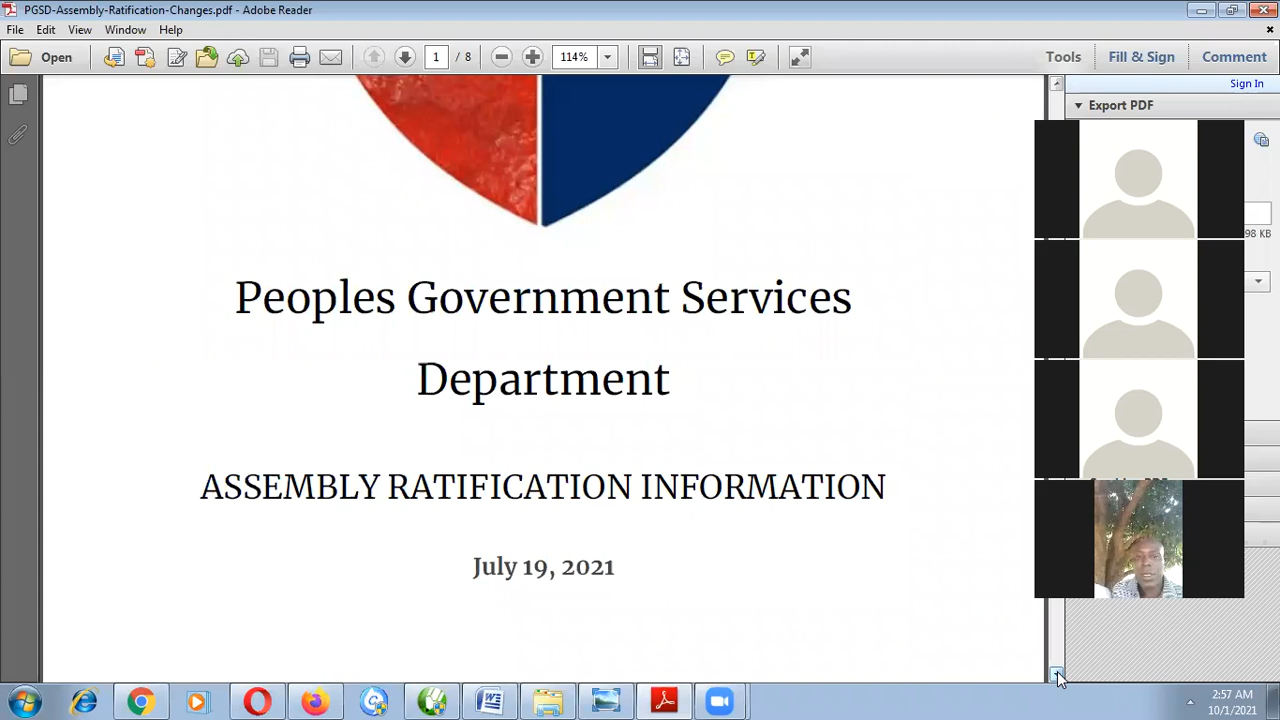 PGSD-Assembly-Ratification-Changes.pdf - Adobe Reader
File Edit View Window Help
Open 1 / 8 114% Tools Fill & Sign Comment
Sign In
Export PDF
98 KB
Peoples Government Services
Department
ASSEMBLY RATIFICATION INFORMATION
July 19, 2021
2:57 AM
10/1/2021